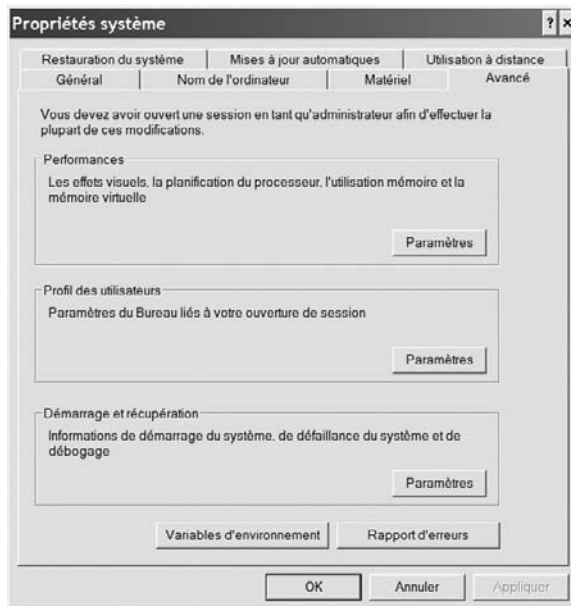 Propriétés système
Restauration du système
Mises à jour automatiques
Utilisation à distance
Général
Nom de l'ordinateur
Matériel
Avancé
Vous devez avoir ouvert une session en tant qu'administrateur afin d'effectuer la
plupart de ces modifications.
Performances
Les effets visuels, la planification du processeur, l'utilisation mémoire et la
mémoire virtuelle
Paramètres
Profil des utilisateurs
Paramètres du Bureau liés à votre ouverture de session
Paramètres
Démarrage et récupération
Informations de démarrage du système, de défaillance du système et de
débogage
Paramètres
Variables d'environnement
Rapport d'erreurs
OK
Annuler
Appliquer